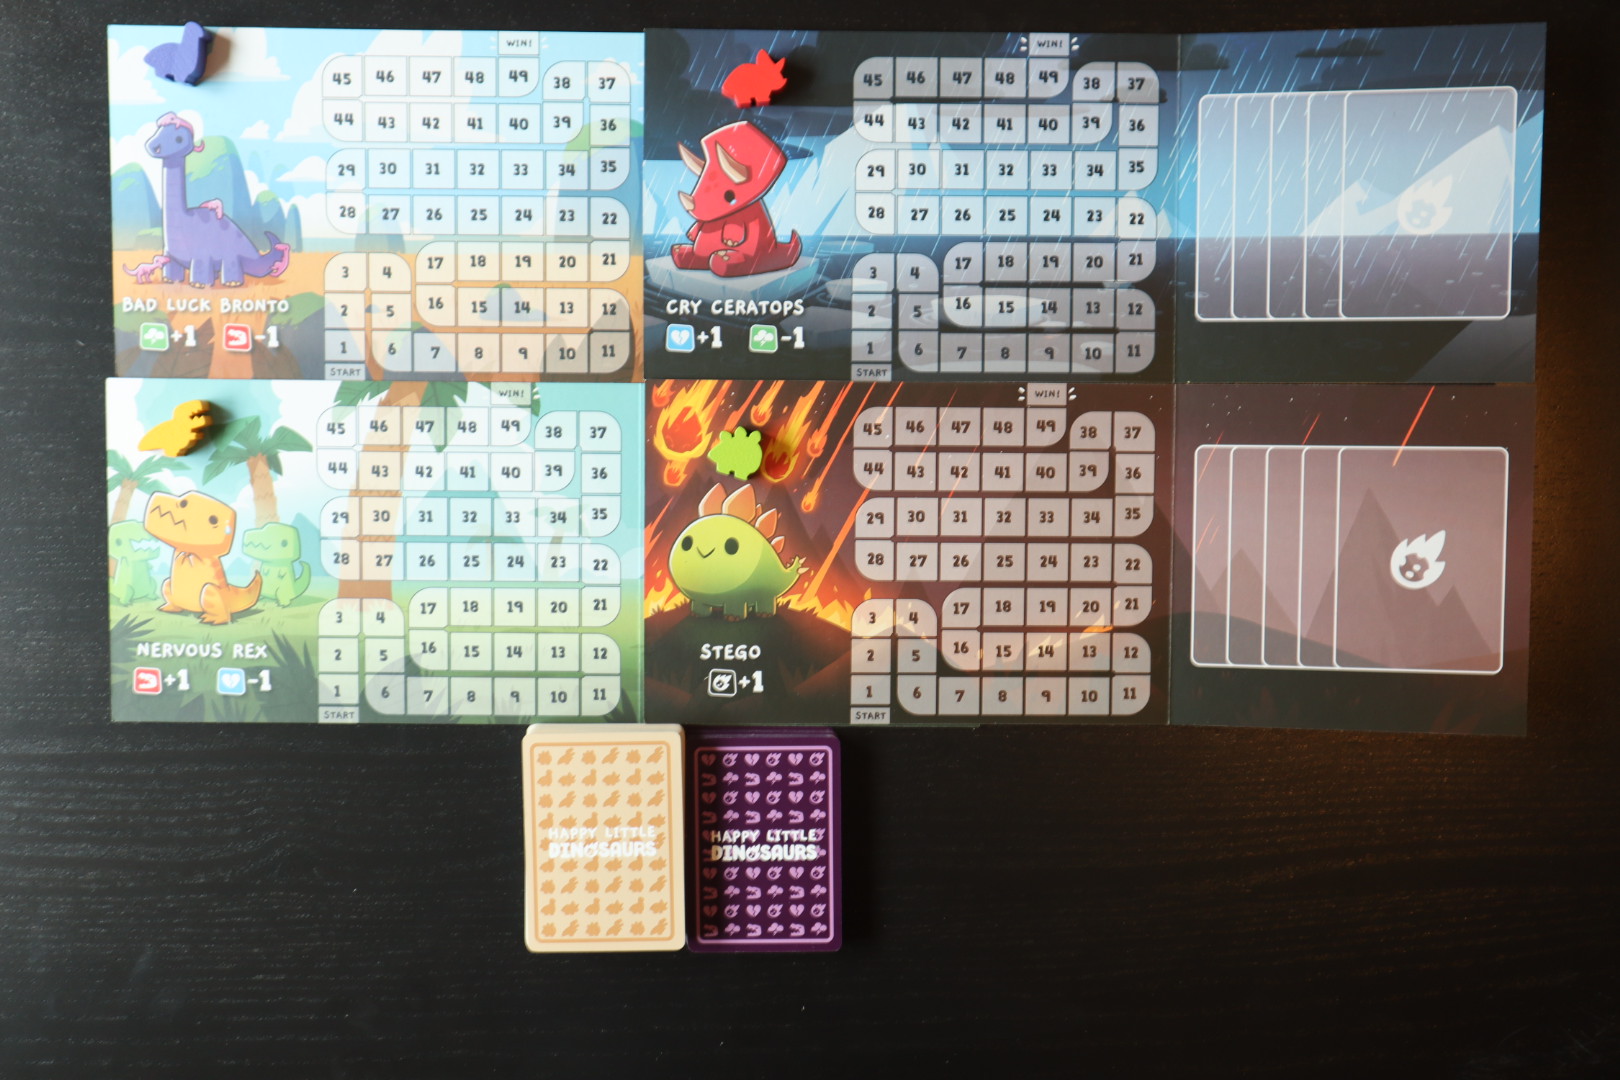 WIN!
45 46 47 48 49 38 37
44 43 42 41 40 39 36
29 30 31 32 33 34 35
28 27 26 25 24 23 22
3 4 17 18 19 20 21
2 5 16 15 14 13 12
1 6 7 8 9 10 11
START
BAD LUCK BRONTO
+1 -1
WIN!
45 46 47 48 49 38 37
44 43 42 41 40 39 36
29 30 31 32 33 34 35
28 27 26 25 24 23 22
3 4 17 18 19 20 21
2 5 16 15 14 13 12
1 6 7 8 9 10 11
START
CRY CERATOPS
+1 -1
WIN!
45 46 47 48 49 38 37
44 43 42 41 40 39 36
29 30 31 32 33 34 35
28 27 26 25 24 23 22
3 4 17 18 19 20 21
2 5 16 15 14 13 12
1 6 7 8 9 10 11
START
NERVOUS REX
+1 -1
WIN!
45 46 47 48 49 38 37
44 43 42 41 40 39 36
29 30 31 32 33 34 35
28 27 26 25 24 23 22
3 4 17 18 19 20 21
2 5 16 15 14 13 12
1 6 7 8 9 10 11
START
STEGO
+1
HAPPY LITTLE
DINOSAURS
HAPPY LITTLE
DINOSAURS